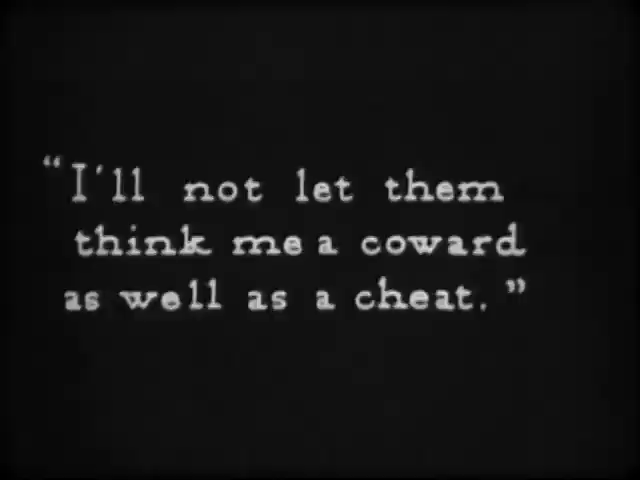 “I'll not let them
think me a coward
as well as a cheat.”